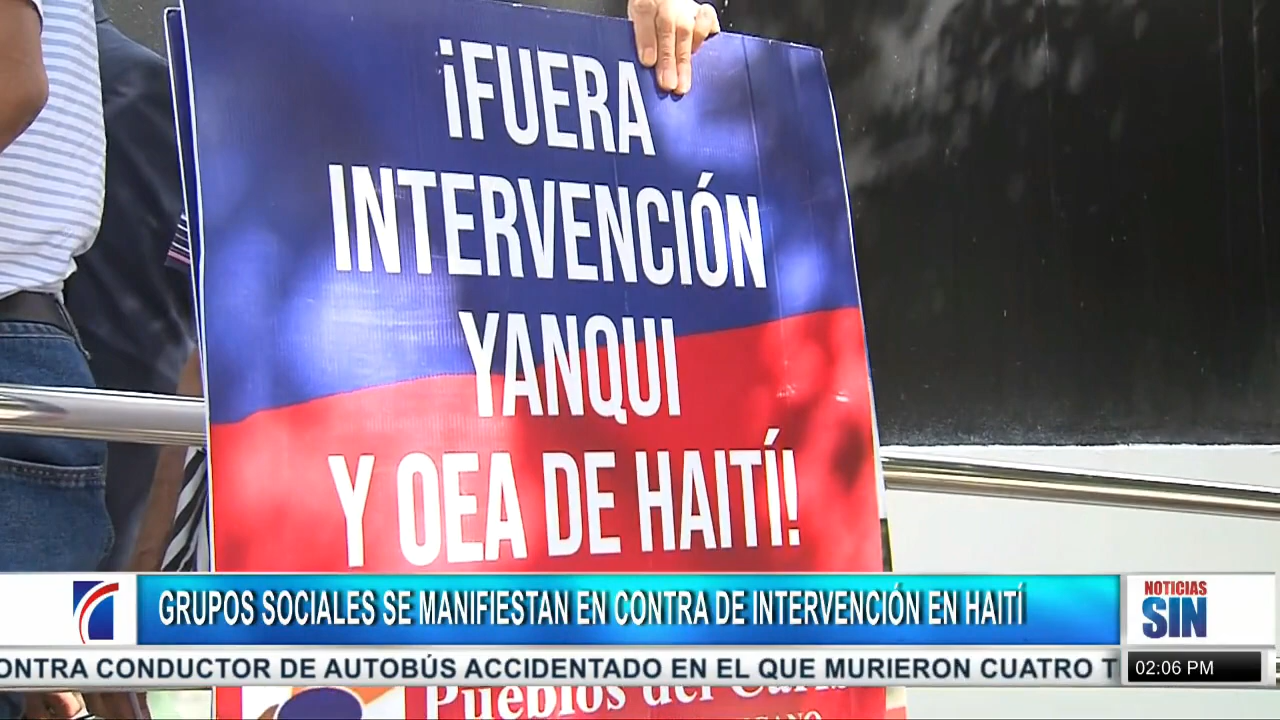 ¡FUERA
INTERVENCIÓN
YANQUI
Y OEA DE HAITÍ!
GRUPOS SOCIALES SE MANIFIESTAN EN CONTRA DE INTERVENCIÓN EN HAITÍ
NOTICIAS
SIN
ONTRA CONDUCTOR DE AUTOBÚS ACCIDENTADO EN EL QUE MURIERON CUATRO T
02:06 PM
Pueblos del